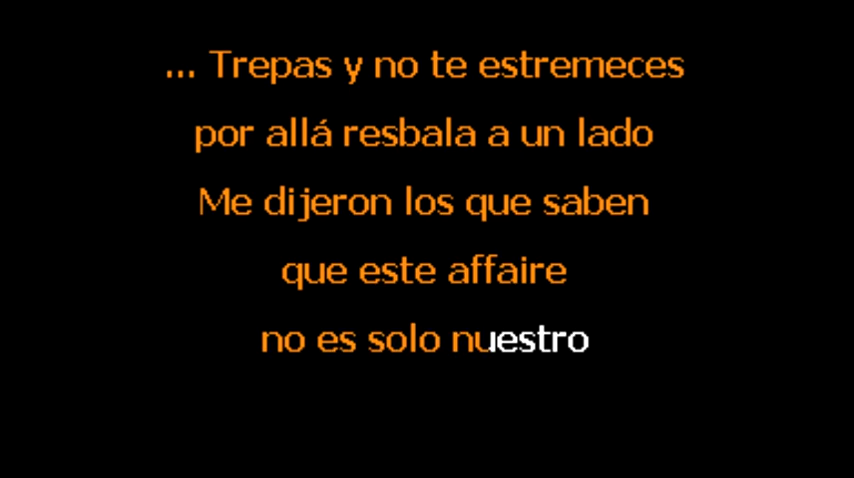 ... Trepas y no te estremeces
por allá resbala a un lado
Me dijeron los que saben
que este affaire
no es solo nuestro